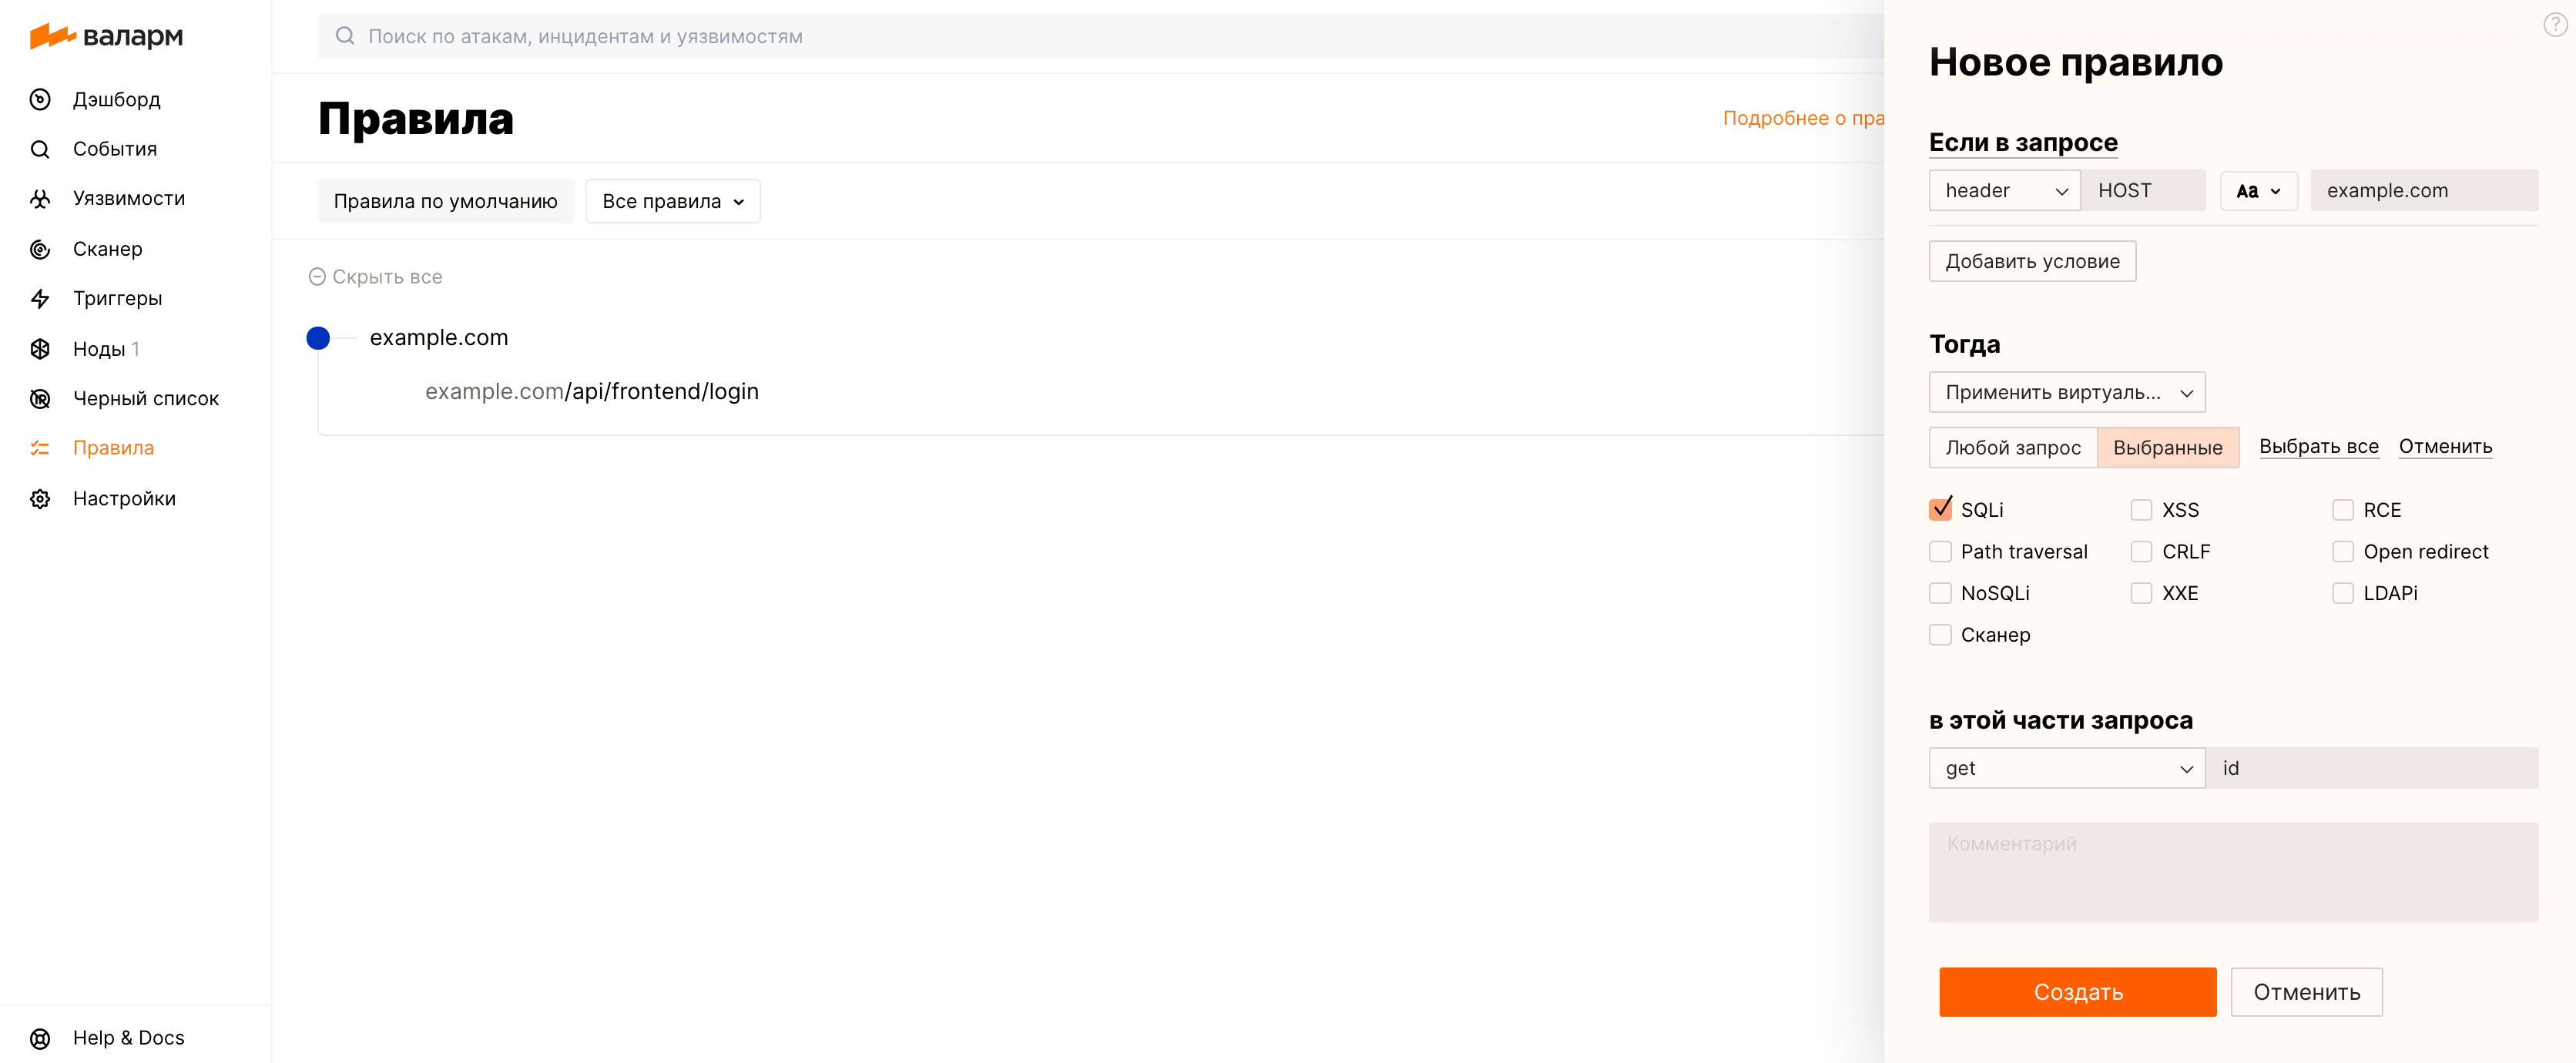 валарм
Дэшборд
События
Уязвимости
Сканер
Триггеры
Ноды 1
Черный список
Правила
Настройки
Help & Docs
Поиск по атакам, инцидентам и уязвимостям
Правила
Подробнее о пра
Правила по умолчанию
Все правила
Скрыть все
example.com
example.com/api/frontend/login
?
Новое правило
Если в запросе
header HOST Aa example.com
Добавить условие
Тогда
Применить виртуаль...
Любой запрос Выбранные Выбрать все Отменить
SQLi XSS RCE
Path traversal CRLF Open redirect
NoSQLi XXE LDAPi
Сканер
в этой части запроса
get id
Комментарий
Создать Отменить